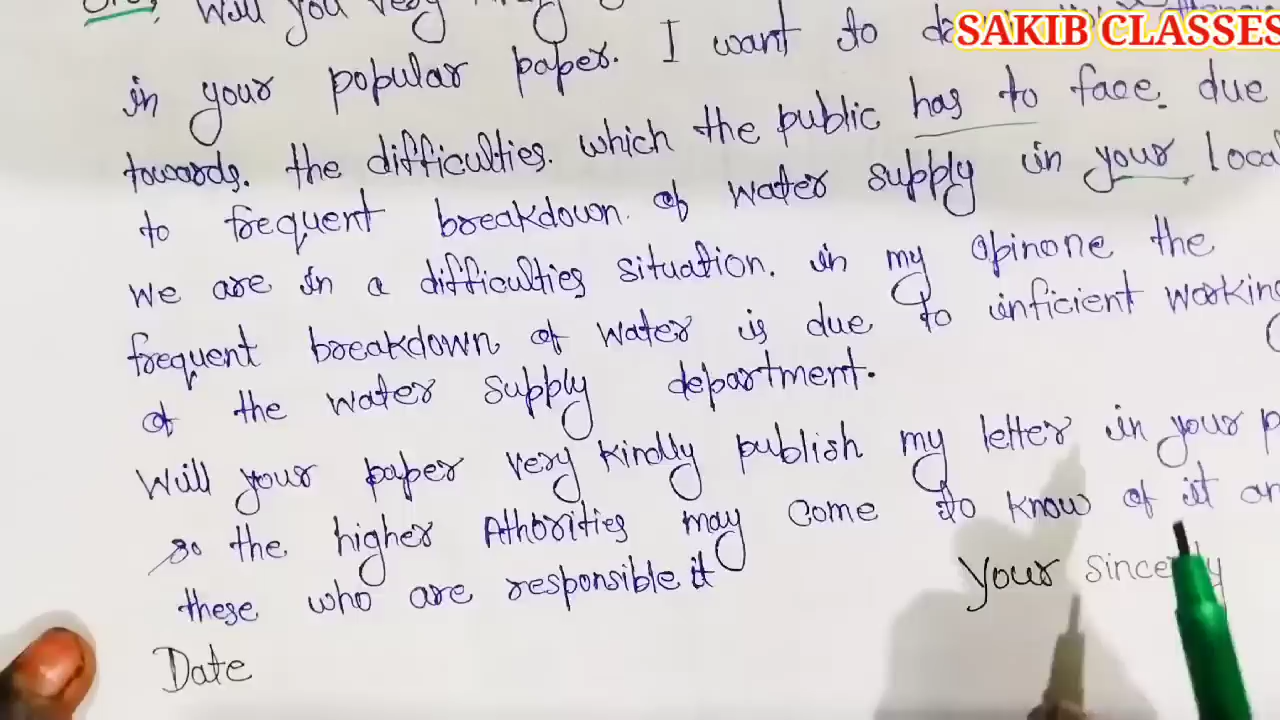 SAKIB CLASSES
Will you very
in your popular paper. I want to
towards. the difficulties. which the public has to face. due
to frequent breakdown. of water supply in your
We are in a difficulties situation. in my opinone the
frequent breakdown of water is due to inficient working
of the water supply department.
Will your paper very kindly publish my letter in your
so the higher Athorities may come to know of it
these who are responsible it
Your
Date